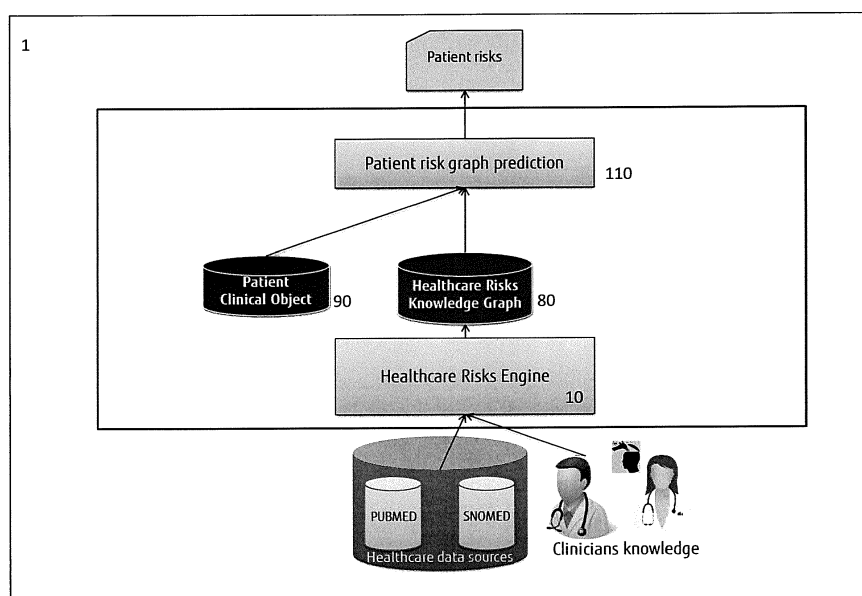 1
Patient risks
Patient risk graph prediction
110
Patient
Clinical Object
90
Healthcare Risks
Knowledge Graph
80
Healthcare Risks Engine
10
PUBMED
SNOMED
Healthcare data sources
Clinicians knowledge